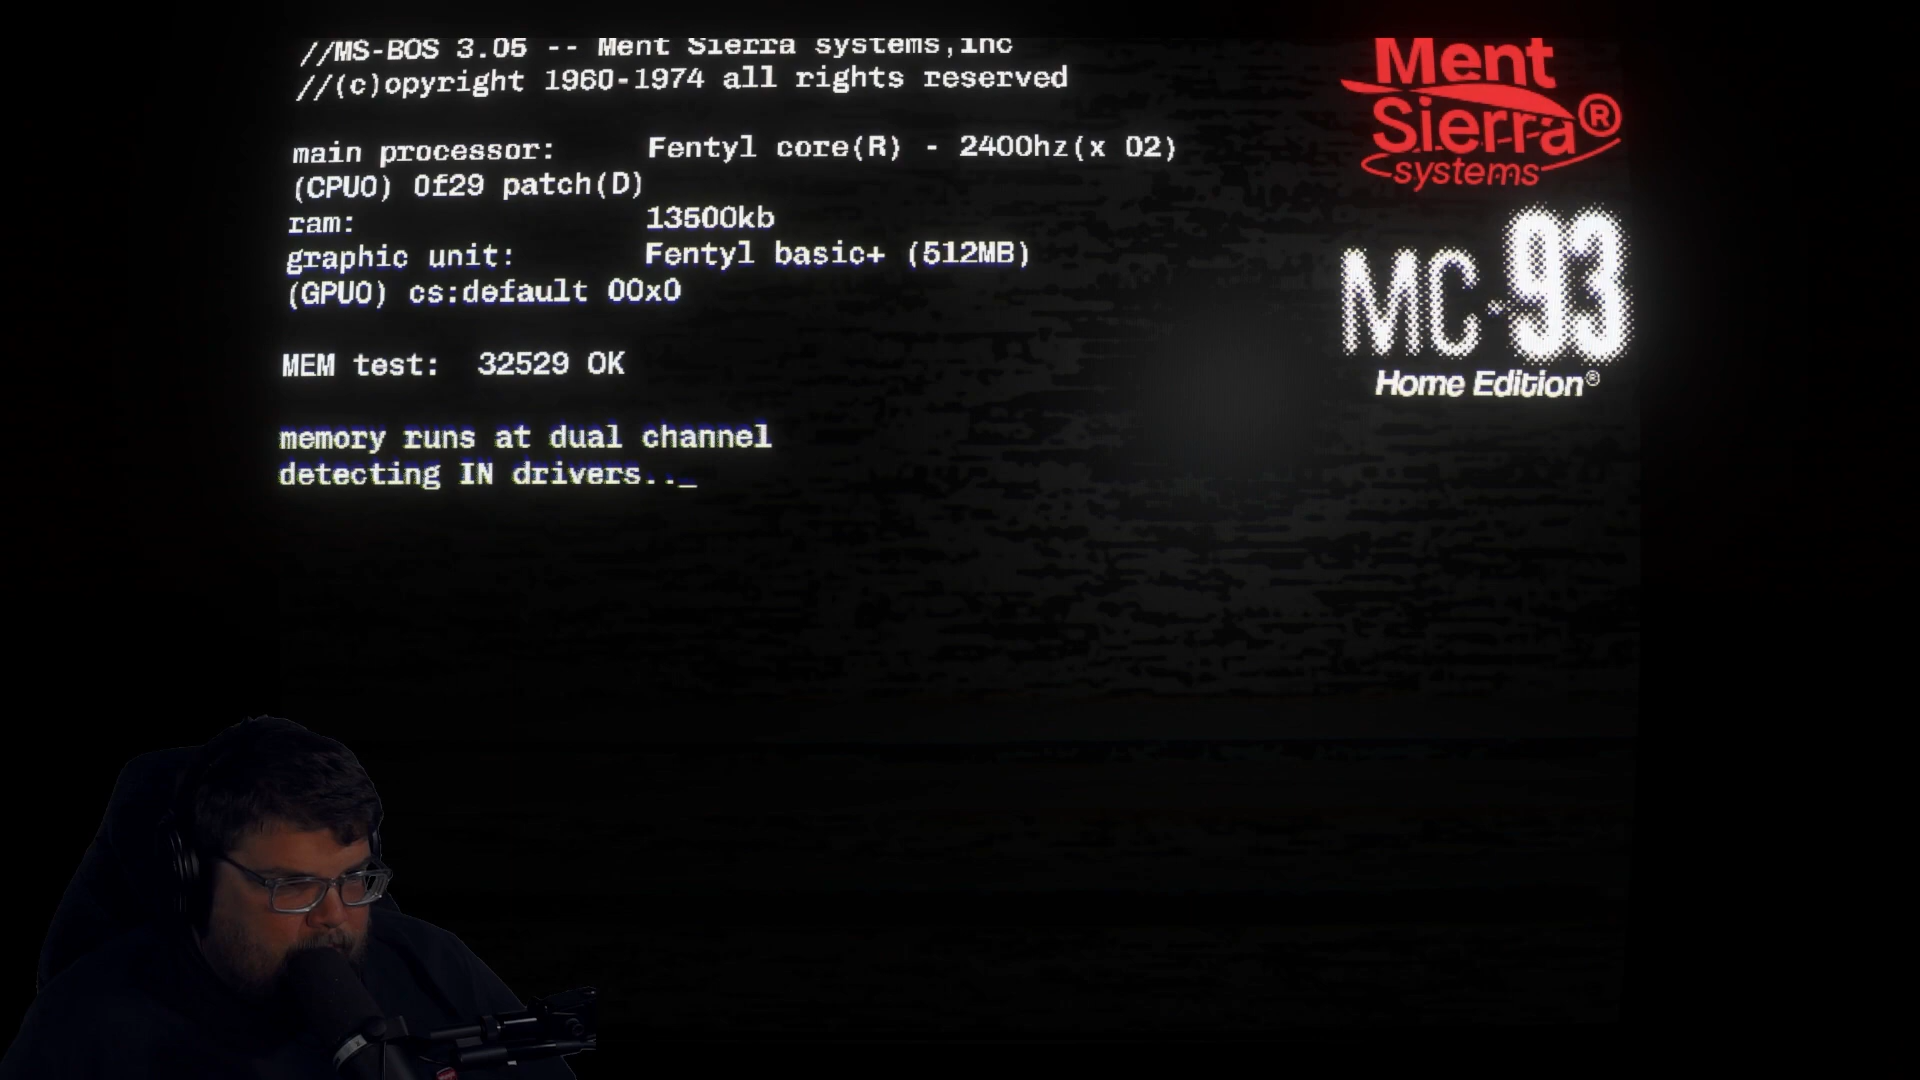 //MS-BOS 3.05 -- Ment Sierra systems,inc
//(c)opyright 1960-1974 all rights reserved
main processor: Fentyl core(R) - 2400hz(x 02)
(CPU0) 0f29 patch(D)
ram: 13500kb
graphic unit: Fentyl basic+ (512MB)
(GPU0) cs:default 00x0
MEM test: 32529 OK
memory runs at dual channel
detecting IN drivers.._
Ment
Sierra®
systems
MC-93
Home Edition®